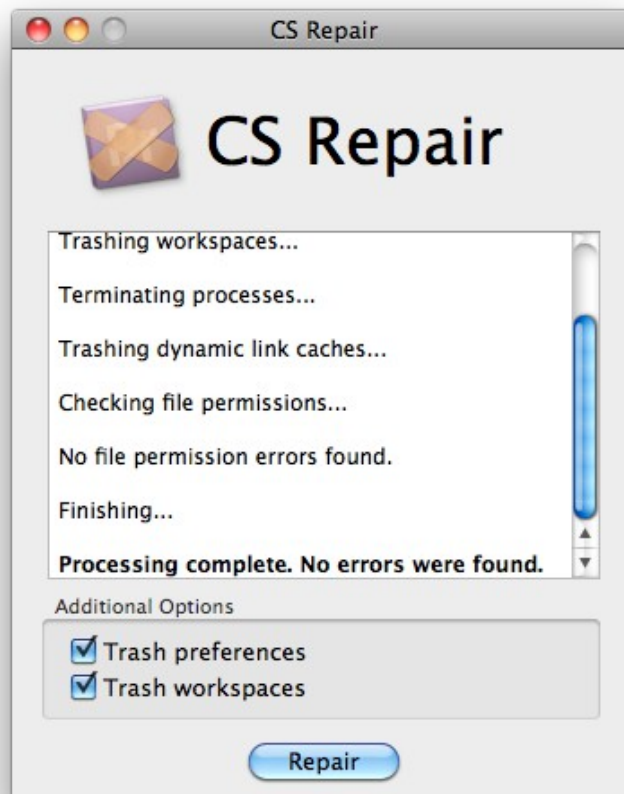 CS Repair
CS Repair
Trashing workspaces...
Terminating processes...
Trashing dynamic link caches...
Checking file permissions...
No file permission errors found.
Finishing...
Processing complete. No errors were found.
Additional Options
Trash preferences
Trash workspaces
Repair